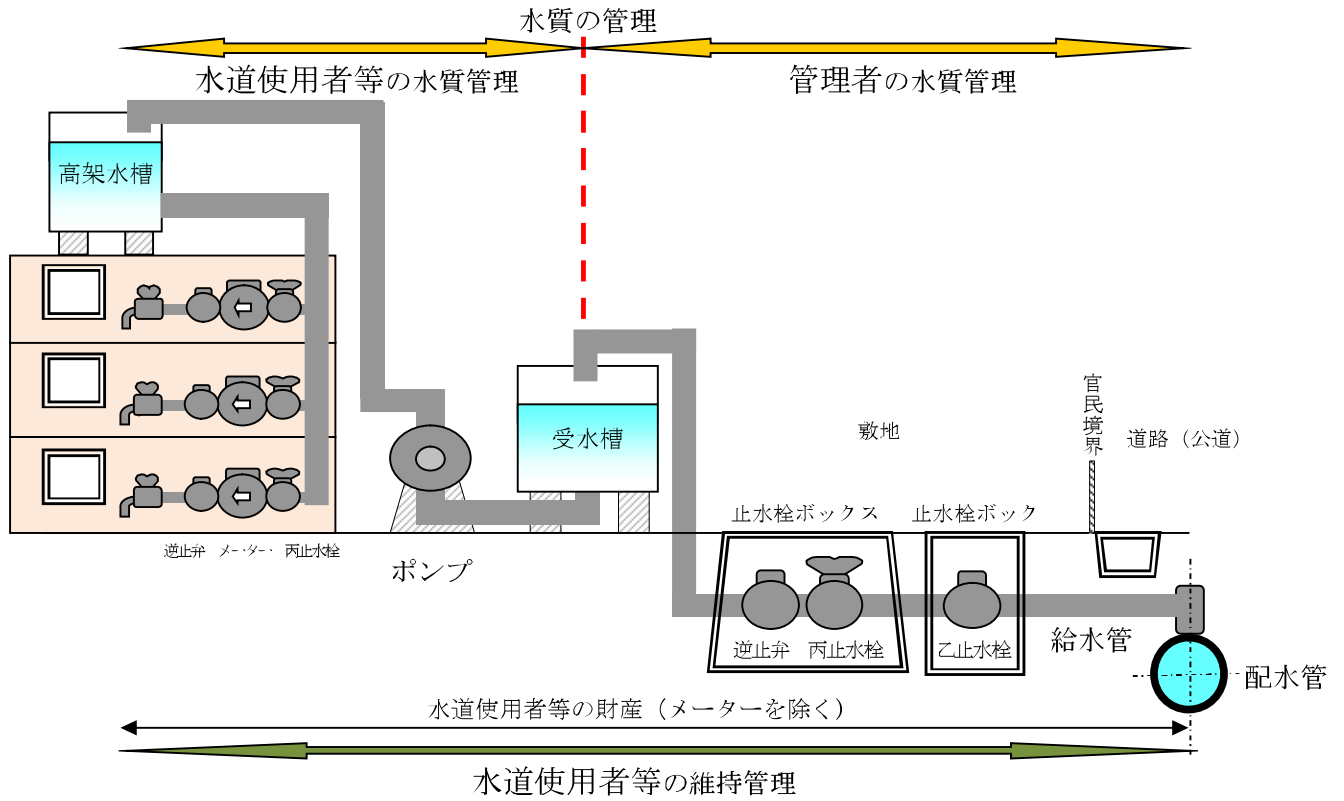 水質の管理
水道使用者等の水質管理
管理者の水質管理
高架水槽
受水槽
敷地
官民境界
道路（公道）
止水栓ボックス
止水栓ボック
逆止弁
メーター
丙止水栓
ポンプ
逆止弁
丙止水栓
乙止水栓
給水管
配水管
水道使用者等の財産（メーターを除く）
水道使用者等の維持管理